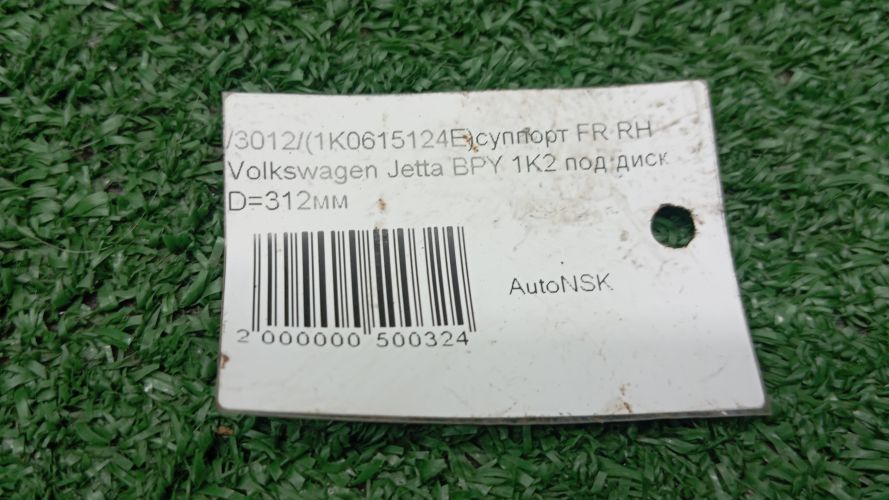 /3012/(1K0615124E)суппорт FR RH
Volkswagen Jetta BPY 1K2 под диск
D=312мм
AutoNSK
2 000000 500324